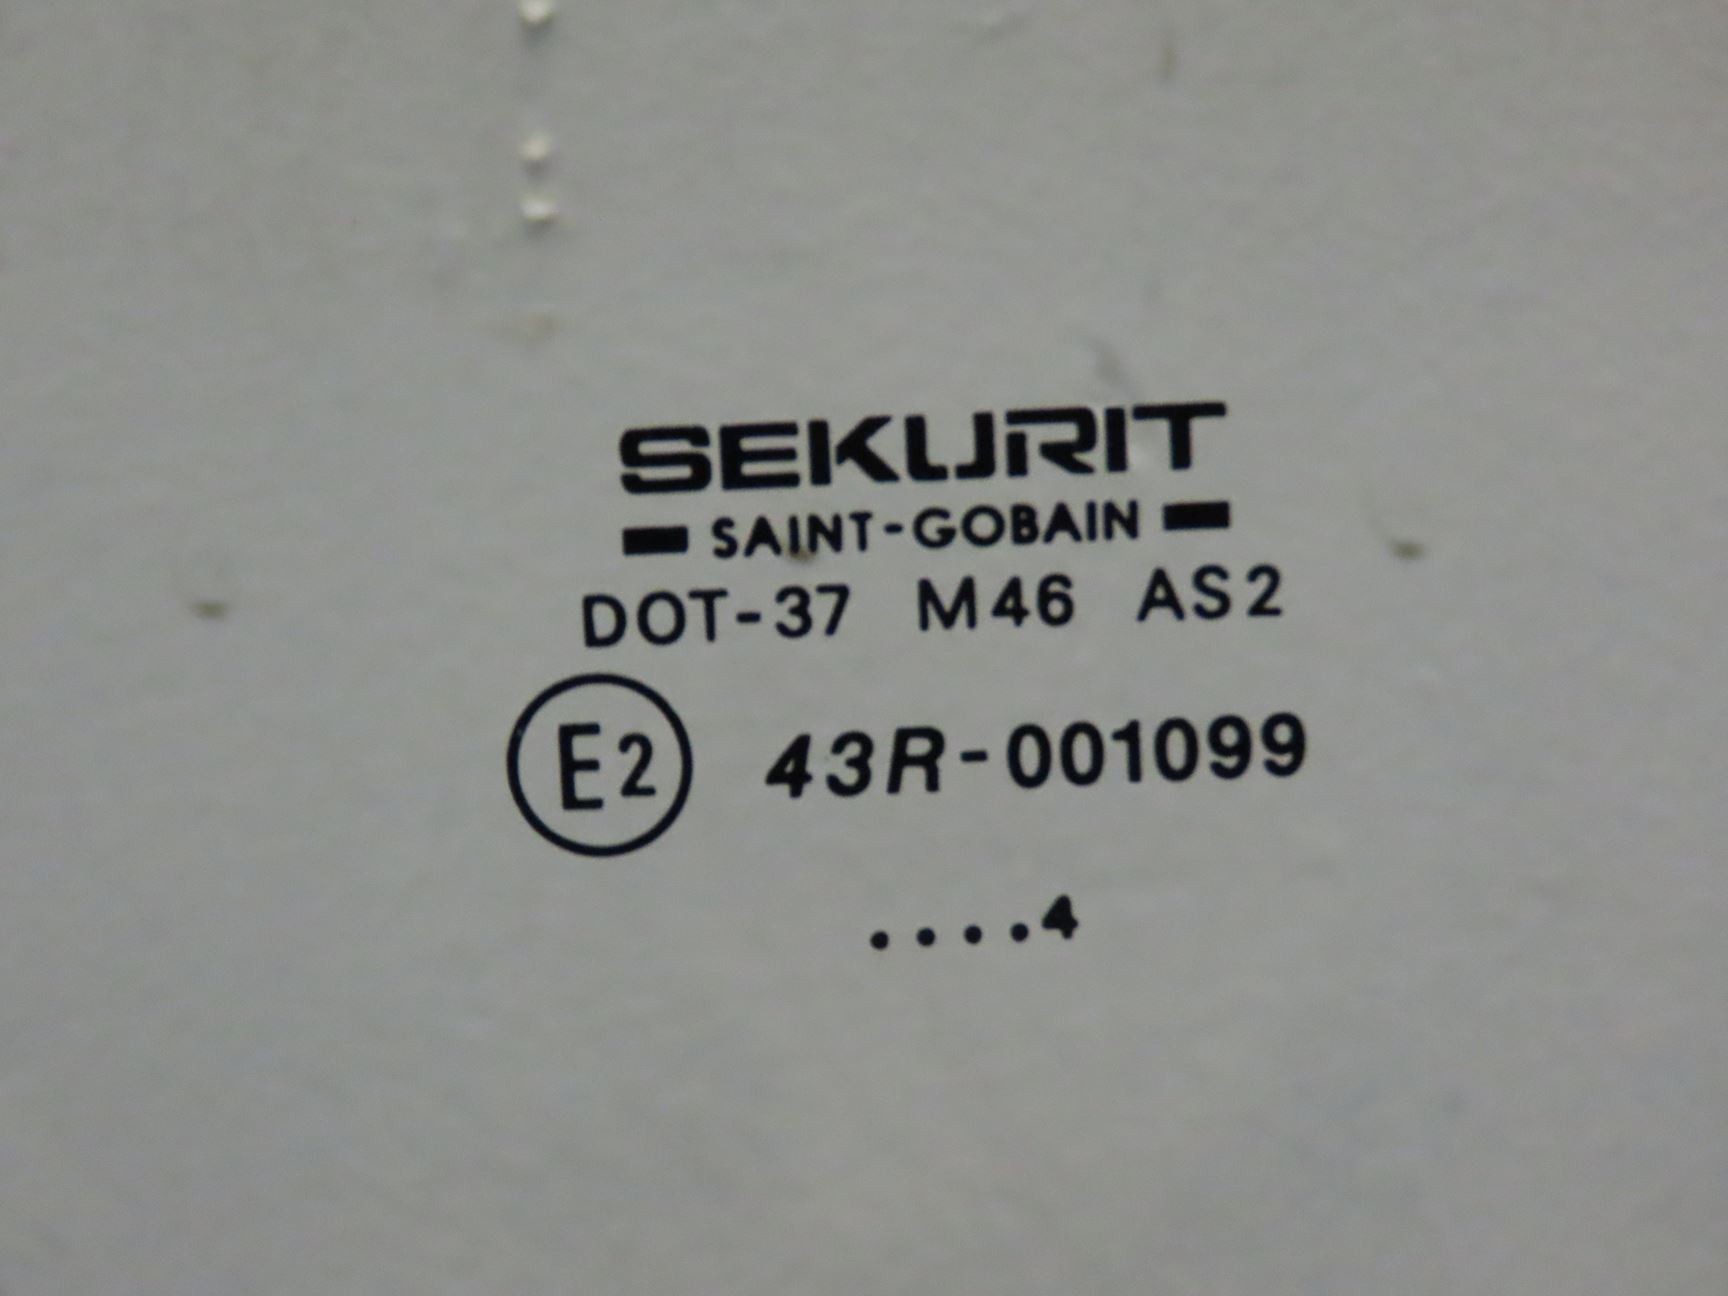 SEKURIT
SAINT-GOBAIN
DOT-37 M46 AS2
E2 43R-001099
....4